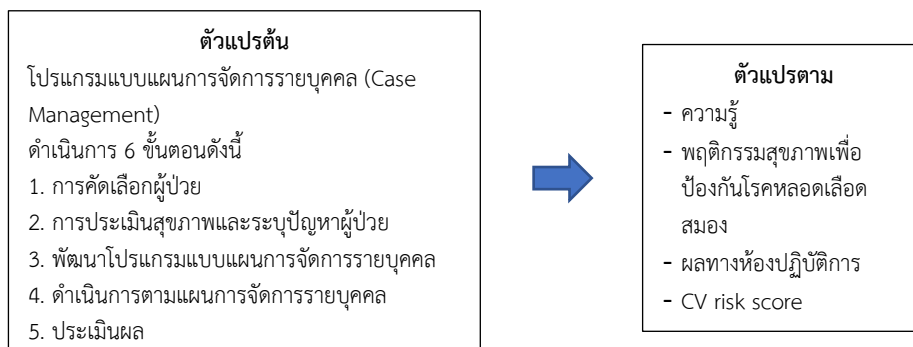 ตัวแปรต้น
โปรแกรมแบบแผนการจัดการรายบุคคล (Case
Management)
ดำเนินการ 6 ขั้นตอนดังนี้
1. การคัดเลือกผู้ป่วย
2. การประเมินสุขภาพและระบุปัญหาผู้ป่วย
3. พัฒนาโปรแกรมแบบแผนการจัดการรายบุคคล
4. ดำเนินการตามแผนการจัดการรายบุคคล
5. ประเมินผล
ตัวแปรตาม
- ความรู้
- พฤติกรรมสุขภาพเพื่อ
ป้องกันโรคหลอดเลือด
สมอง
- ผลทางห้องปฏิบัติการ
- CV risk score